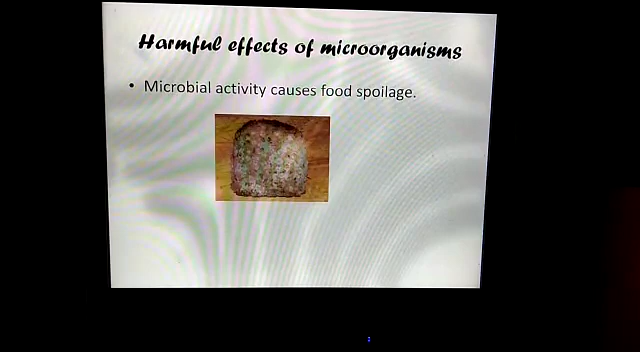 Harmful effects of microorganisms
• Microbial activity causes food spoilage.